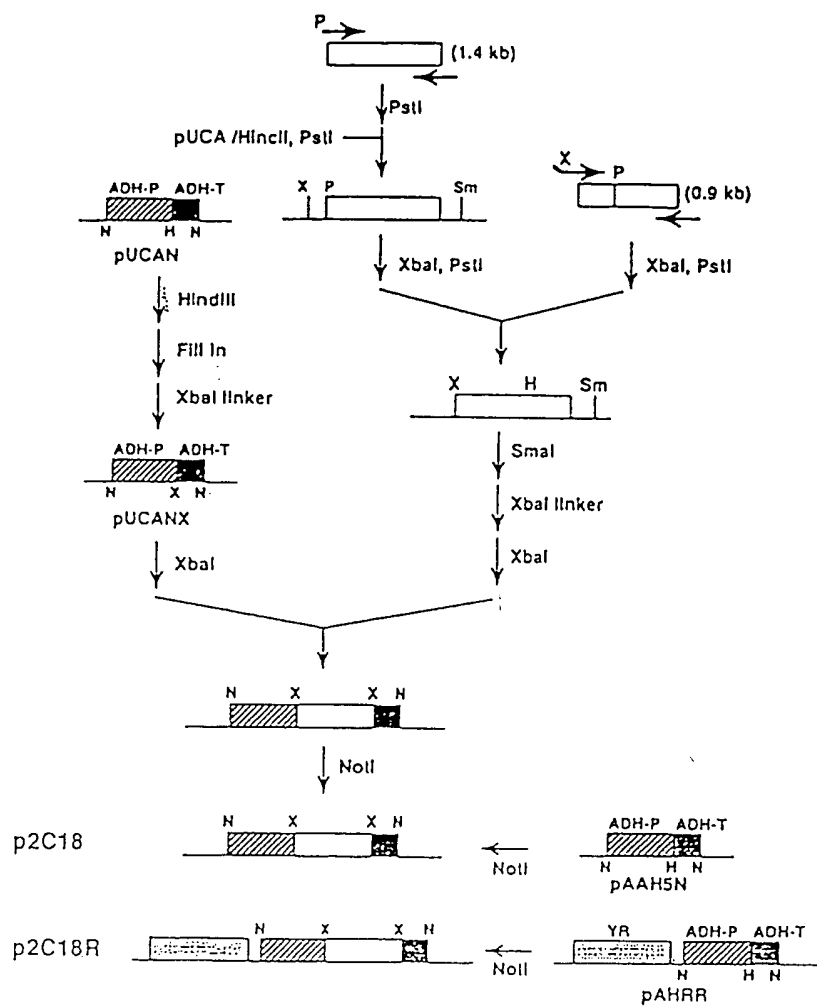 P
(1.4 kb)
PstI
pUCA /HincII, PstI
X
P
ADH-P ADH-T
X P Sm
(0.9 kb)
N H N
pUCAN
XbaI, PstI
XbaI, PstI
HindIII
Fill In
X H Sm
XbaI linker
SmaI
ADH-P ADH-T
N X N
XbaI linker
pUCANX
XbaI
XbaI
N X X N
NotI
N X X N
ADH-P ADH-T
p2C18
NotI
N H N
pAAH5N
N X X N
YR ADH-P ADH-T
p2C18R
NotI
N H N
pAHRR